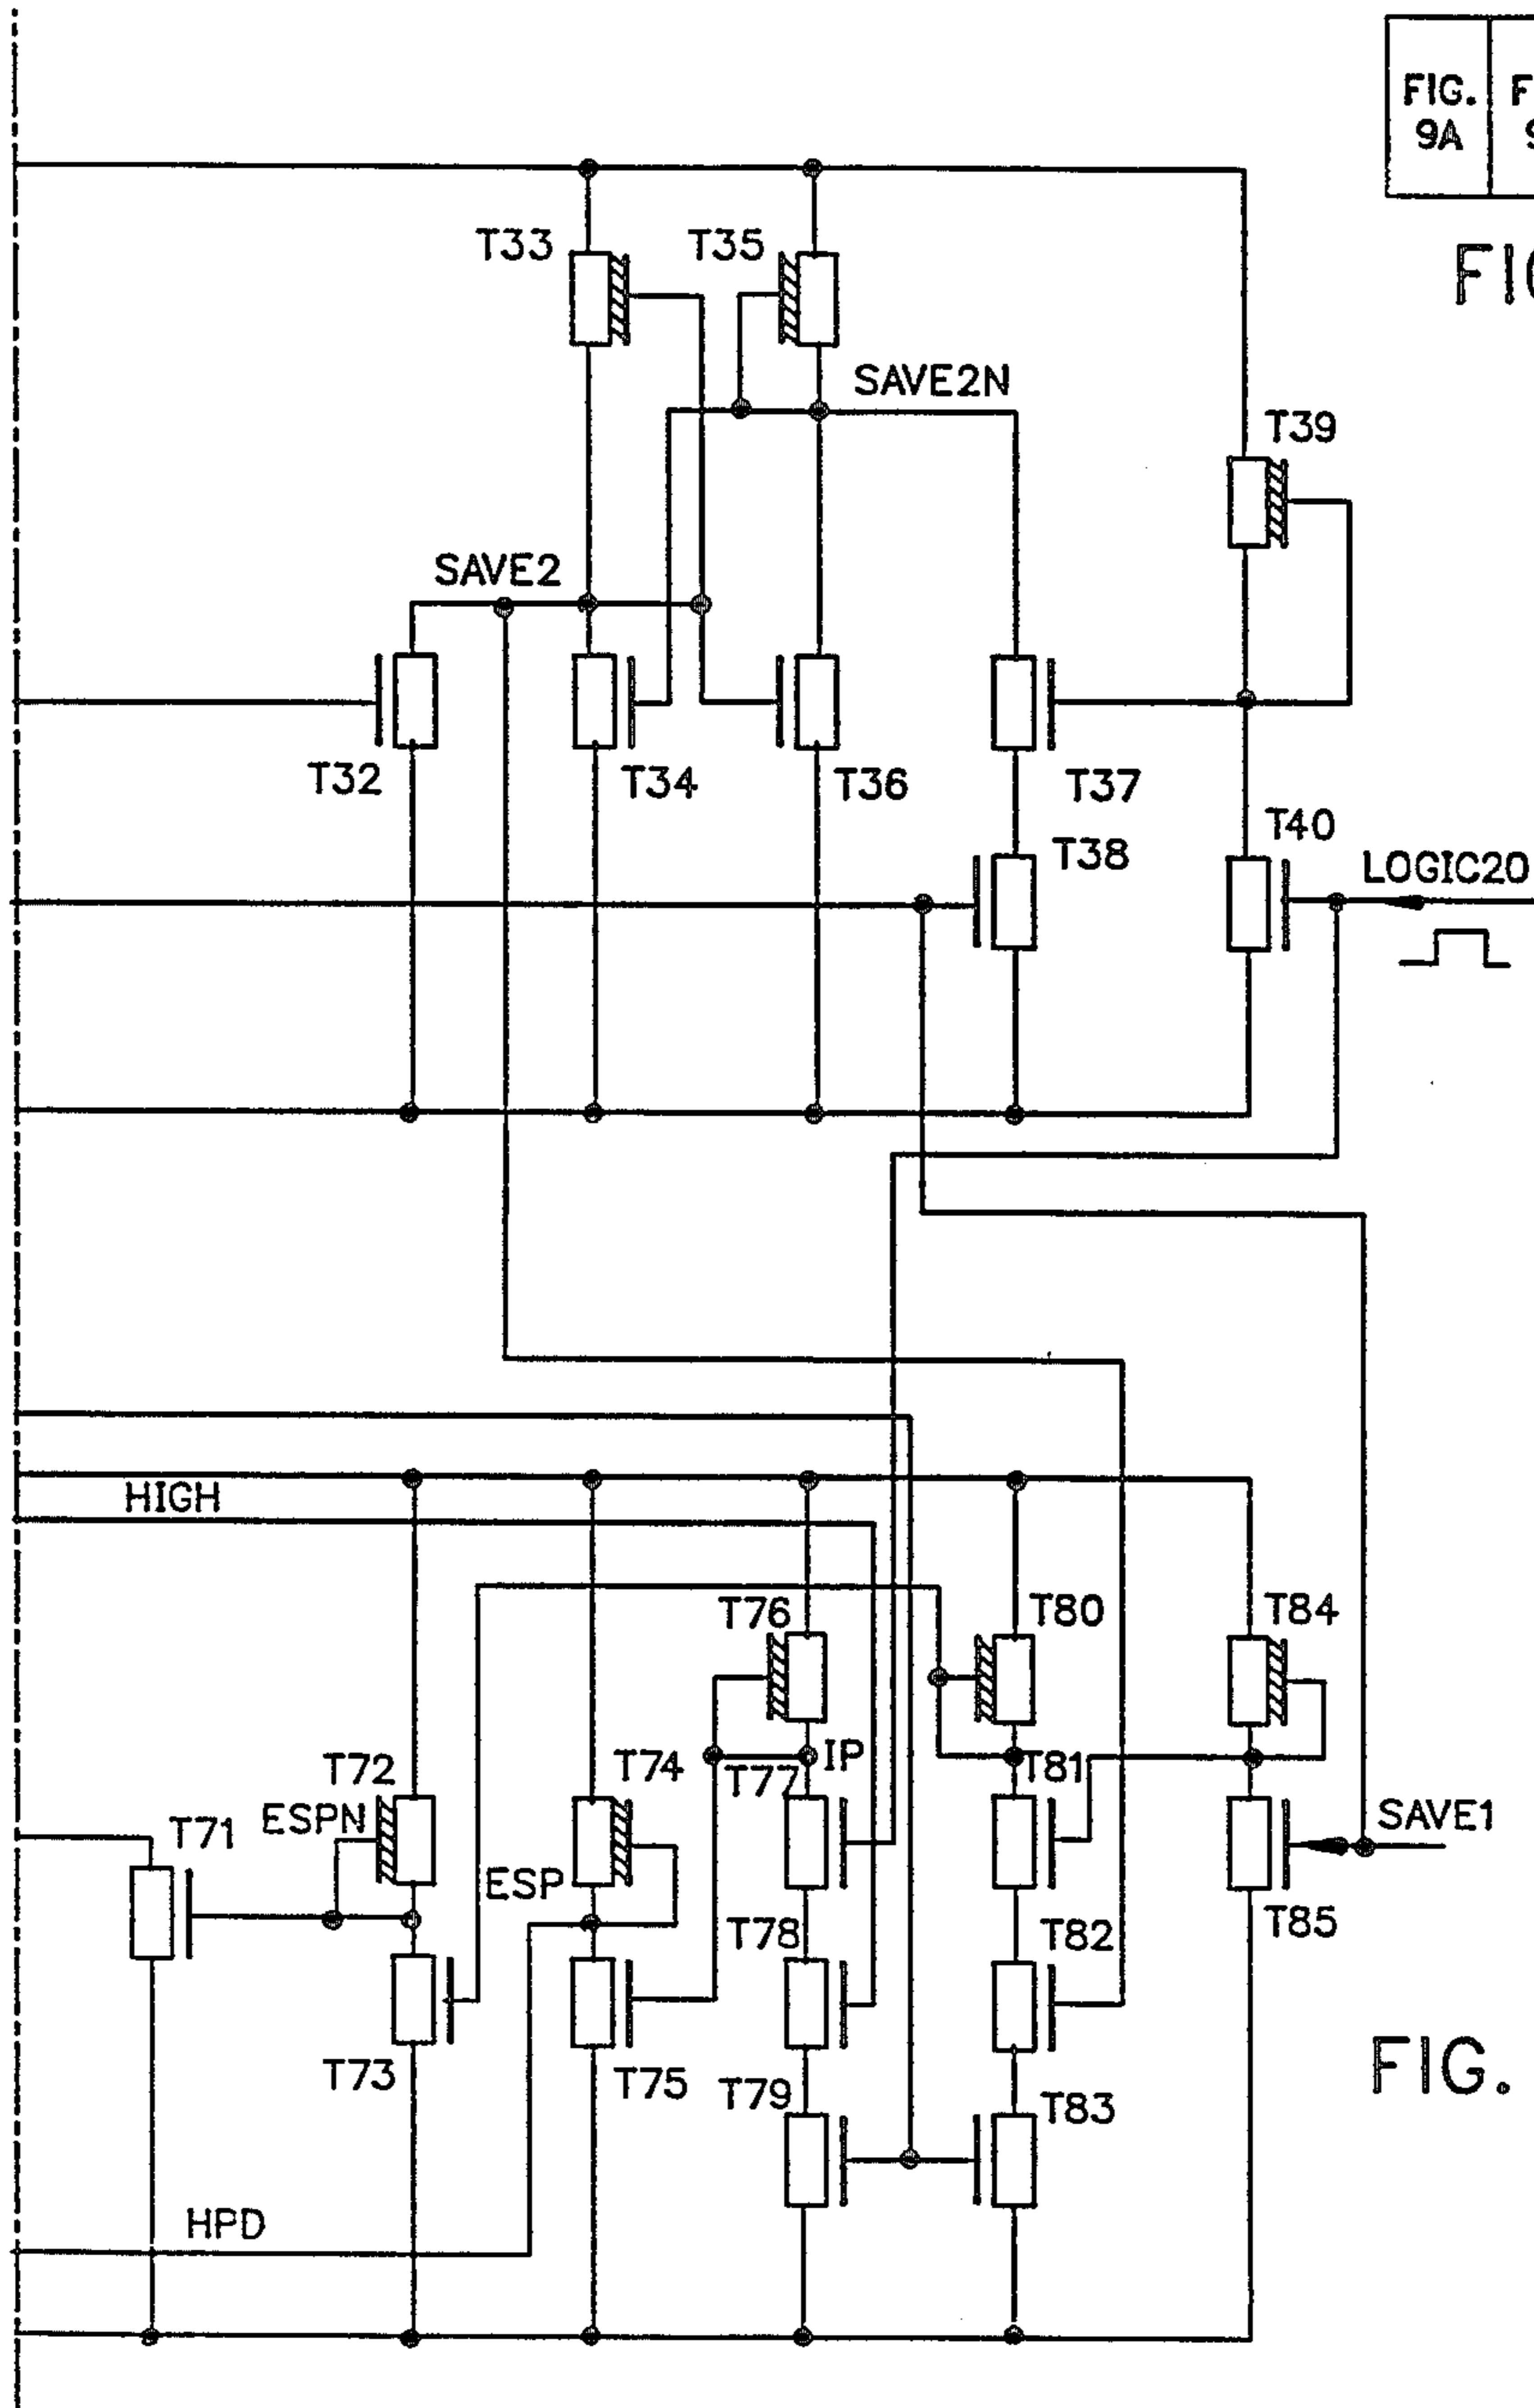 FIG.
9A
T33
T35
SAVE2N
T39
SAVE2
T32
T34
T36
T37
T40
T38
LOGIC20
HIGH
T76
T80
T84
T72
T74
T77
IP
T81
T71
ESPN
SAVE1
ESP
T78
T82
T85
T73
T75
T79
T83
FIG.
HPD